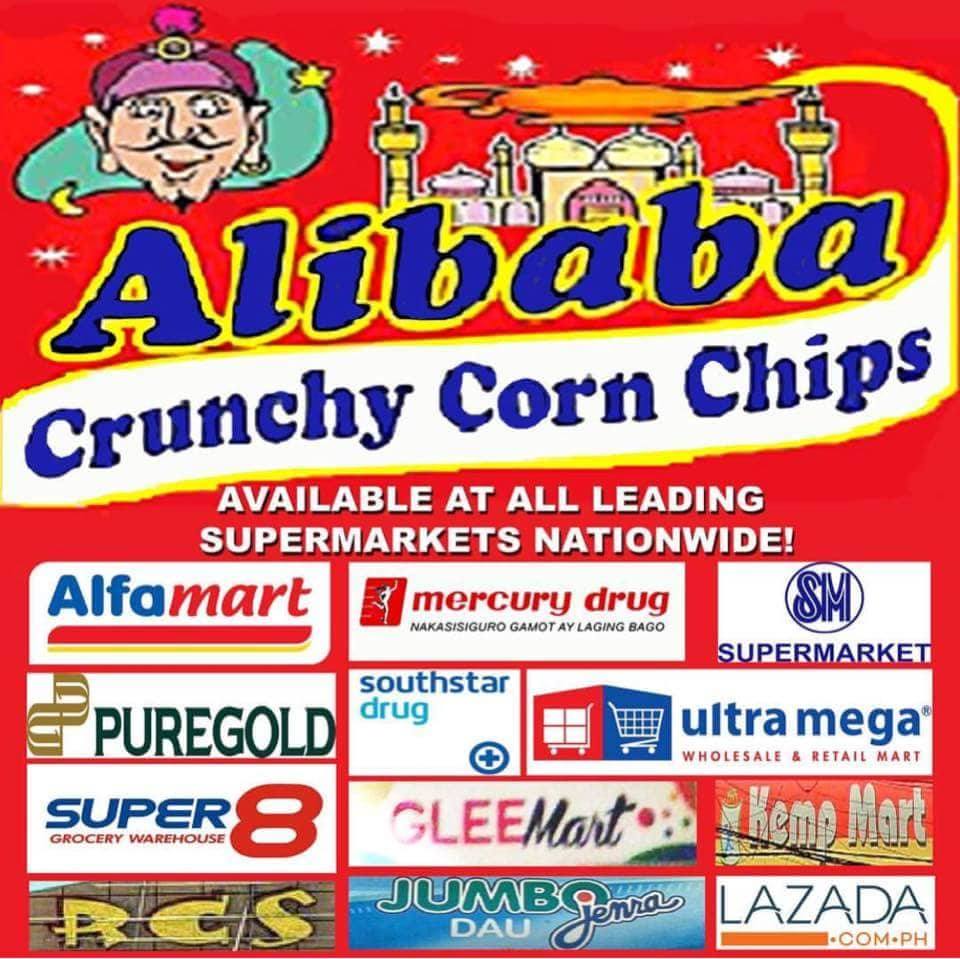 Alibaba
Crunchy Corn Chips
AVAILABLE AT ALL LEADING
SUPERMARKETS NATIONWIDE!
Alfamart
mercury drug
NAKASISIGURO GAMOT AY LAGING BAGO
SM
SUPERMARKET
PUREGOLD
southstar
drug
ultra mega®
WHOLESALE & RETAIL MART
SUPER 8
GROCERY WAREHOUSE
GLEEMart
Kemp Mart
RCS
JUMBO
DAU
Jenra
LAZADA
.COM.PH